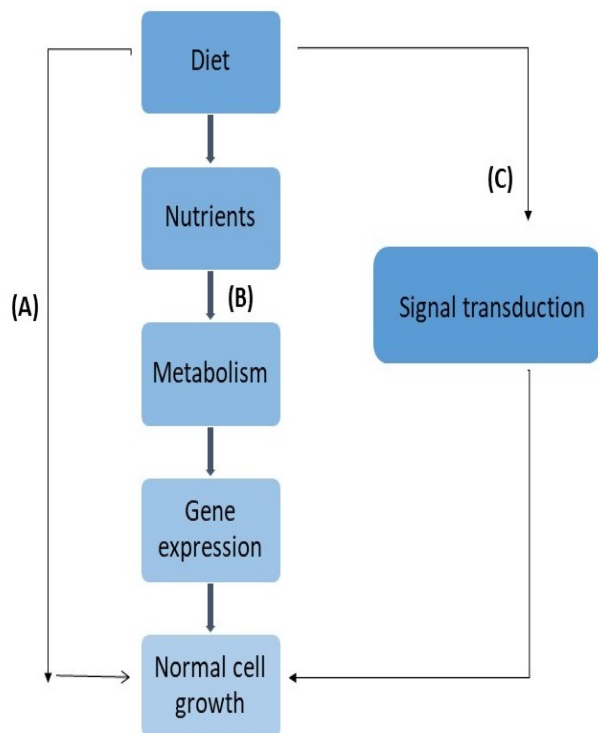 Diet
(C)
Nutrients
(A)
(B)
Signal transduction
Metabolism
Gene
expression
Normal cell
growth